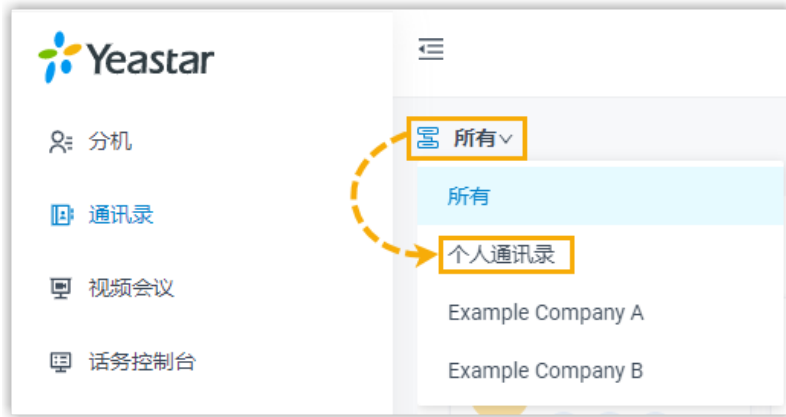 Yeastar
分机
通讯录
视频会议
话务控制台
所有
所有
个人通讯录
Example Company A
Example Company B